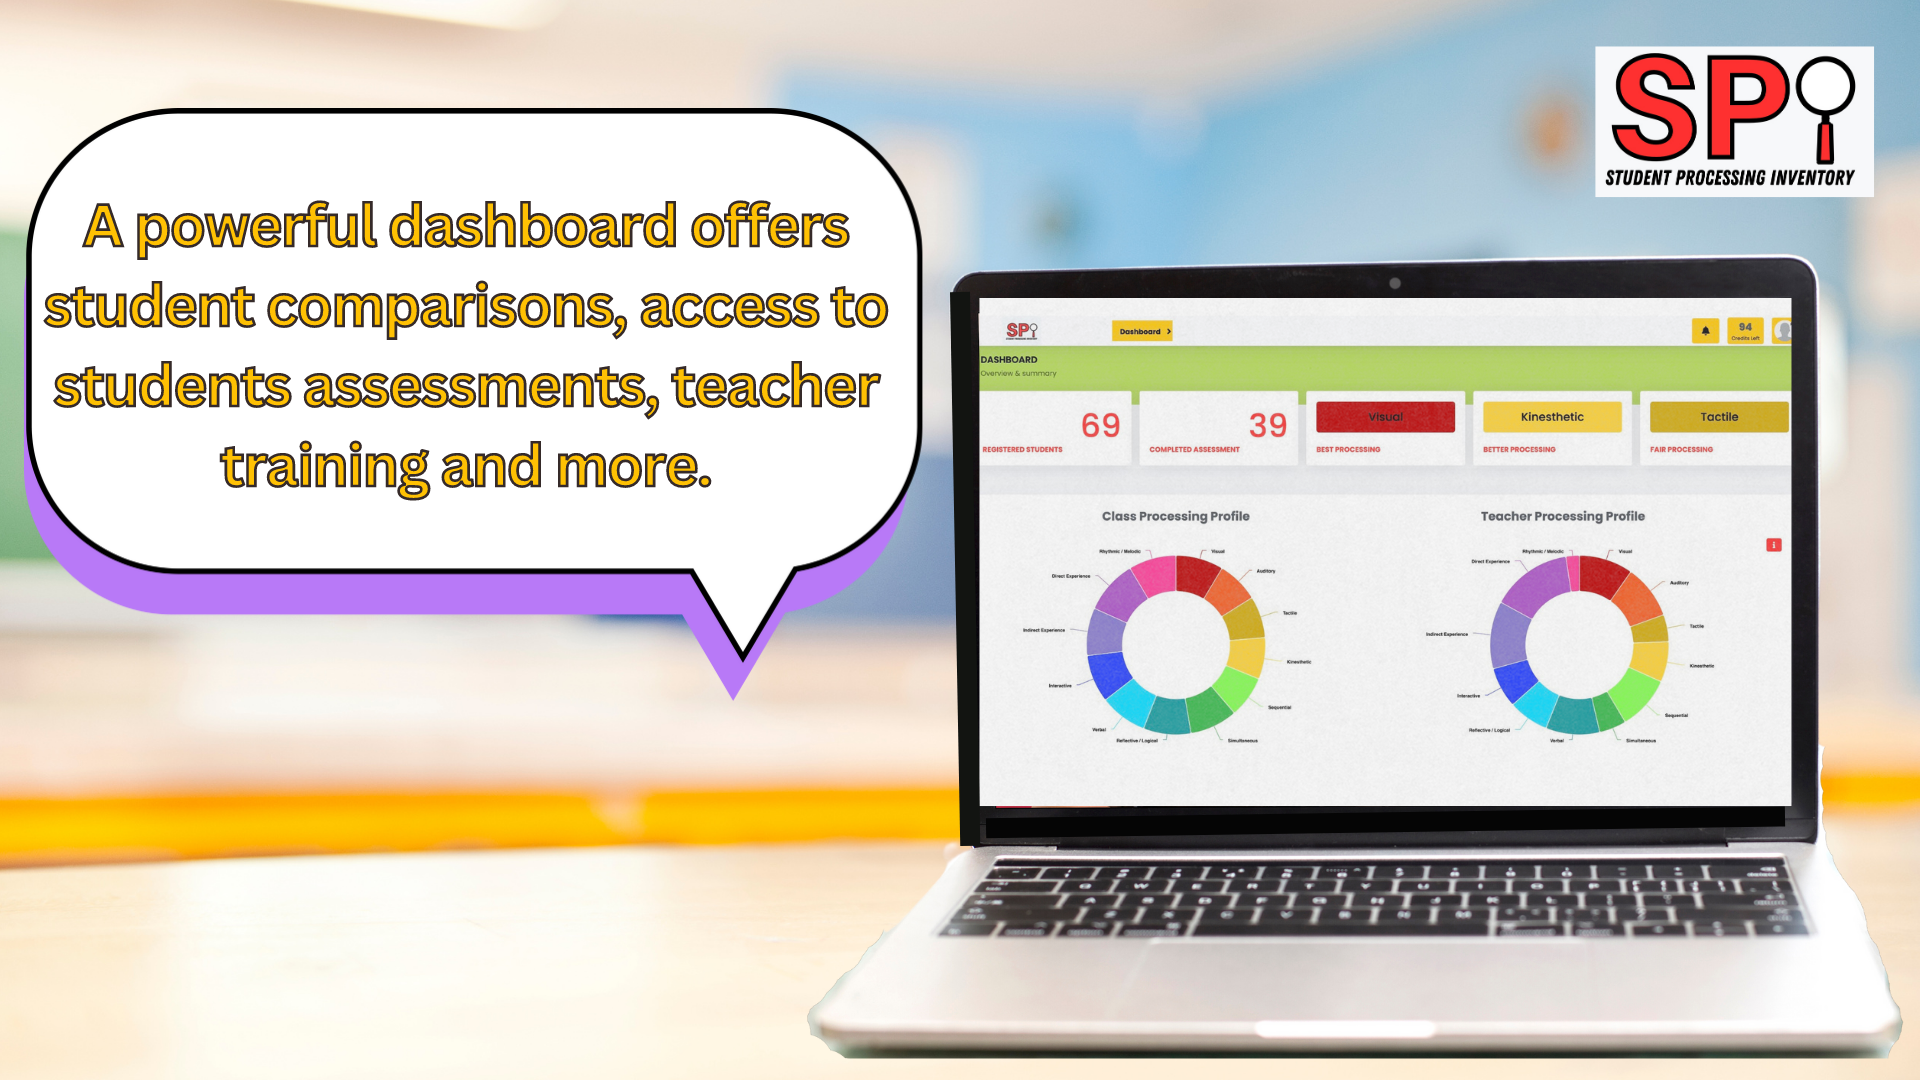 A powerful dashboard offers
student comparisons, access to
students assessments, teacher
training and more.
SPI
STUDENT PROCESSING INVENTORY
SPI
Dashboard
94
Credits Left
DASHBOARD
Overview & summary
69
REGISTERED STUDENTS
39
COMPLETED ASSESSMENT
Visual
BEST PROCESSING
Kinesthetic
BETTER PROCESSING
Tactile
FAIR PROCESSING
Class Processing Profile
Rhythmic / Melodic
Visual
Direct Experience
Auditory
Tactile
Indirect Experience
Kinesthetic
Interactive
Sequential
Verbal
Reflective / Logical
Simultaneous
Teacher Processing Profile
i
Rhythmic / Melodic
Visual
Direct Experience
Auditory
Tactile
Indirect Experience
Kinesthetic
Interactive
Sequential
Reflective / Logical
Verbal
Simultaneous